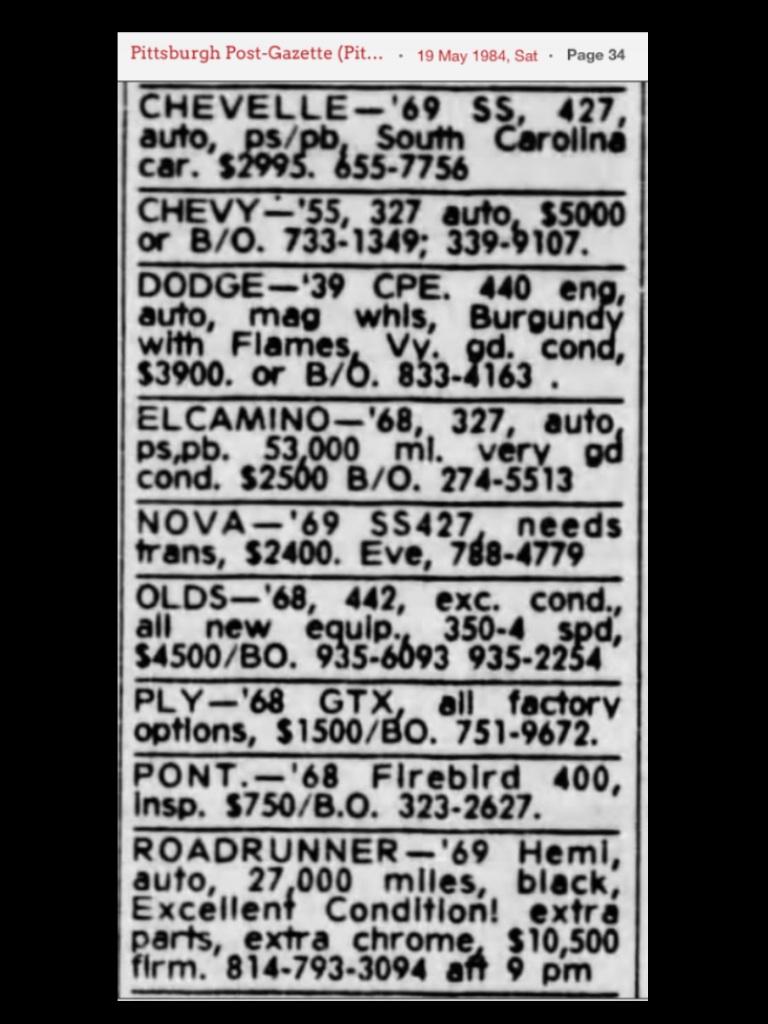 Pittsburgh Post-Gazette (Pit... · 19 May 1984, Sat · Page 34
CHEVELLE—'69 SS, 427,
auto, ps/pb, South Carolina
car. $2995. 655-7756
CHEVY—'55, 327 auto, $5000
or B/O. 733-1349; 339-9107.
DODGE—'39 CPE. 440 eng,
auto, mag whls, Burgundy
with Flames, Vy. gd. cond,
$3900. or B/O. 833-4163 .
ELCAMINO—'68, 327, auto,
ps,pb. 53,000 mi. very gd
cond. $2500 B/O. 274-5513
NOVA—'69 SS427, needs
trans, $2400. Eve, 788-4779
OLDS—'68, 442, exc. cond.,
all new equip., 350-4 spd,
$4500/BO. 935-6093 935-2254
PLY—'68 GTX, all factory
options, $1500/BO. 751-9672.
PONT.—'68 Firebird 400,
insp. $750/B.O. 323-2627.
ROADRUNNER—'69 Hemi,
auto, 27,000 miles, black,
Excellent Condition! extra
parts, extra chrome, $10,500
firm. 814-793-3094 aft 9 pm